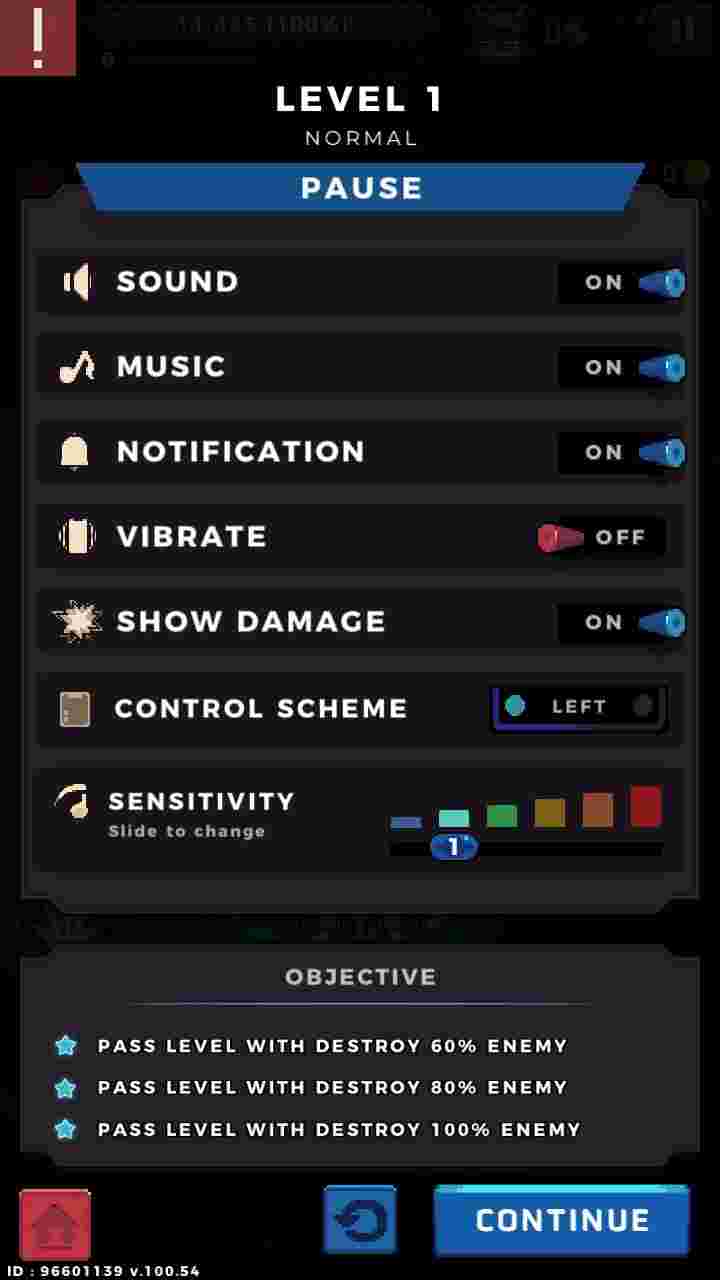 !
LEVEL 1
NORMAL
PAUSE
SOUND ON
MUSIC ON
NOTIFICATION ON
VIBRATE OFF
SHOW DAMAGE ON
CONTROL SCHEME LEFT
SENSITIVITY
Slide to change
1
OBJECTIVE
PASS LEVEL WITH DESTROY 60% ENEMY
PASS LEVEL WITH DESTROY 80% ENEMY
PASS LEVEL WITH DESTROY 100% ENEMY
CONTINUE
ID : 96601139 v.100.54